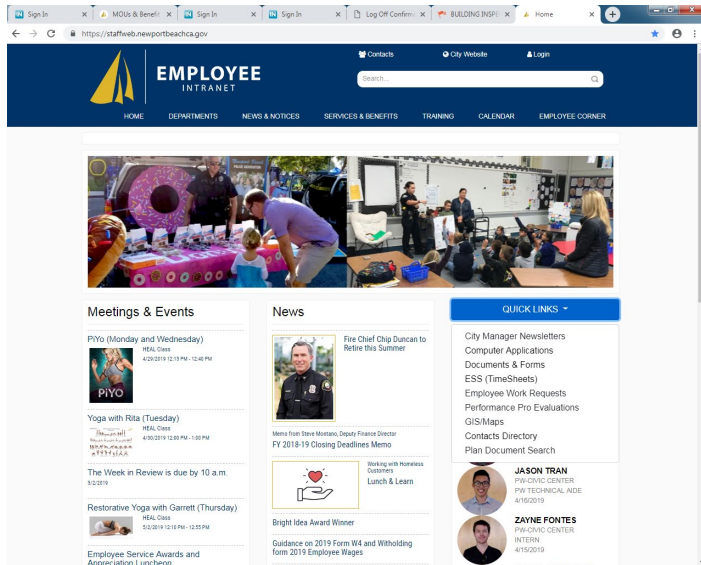 Sign In
MOUs & Benefit
Sign In
Sign In
Log Off Confirm
BUILDING INSPE
Home
https://staffweb.newportbeachca.gov
EMPLOYEE
INTRANET
Contacts
City Website
Login
Search...
HOME
DEPARTMENTS
NEWS & NOTICES
SERVICES & BENEFITS
TRAINING
CALENDAR
EMPLOYEE CORNER
Meetings & Events
PiYo (Monday and Wednesday)
HEAL Class
4/29/2019 12:15 PM - 12:40 PM
PiYO
Yoga with Rita (Tuesday)
HEAL Class
4/30/2019 12:00 PM - 1:00 PM
The Week in Review is due by 10 a.m.
5/2/2019
Restorative Yoga with Garrett (Thursday)
HEAL Class
5/2/2019 12:10 PM - 12:55 PM
Employee Service Awards and
Appreciation Luncheon
News
Fire Chief Chip Duncan to
Retire this Summer
Memo from Steve Montano, Deputy Finance Director
FY 2018-19 Closing Deadlines Memo
Working with Homeless
Customers
Lunch & Learn
Bright Idea Award Winner
Guidance on 2019 Form W4 and Witholding
form 2019 Employee Wages
QUICK LINKS
City Manager Newsletters
Computer Applications
Documents & Forms
ESS (TimeSheets)
Employee Work Requests
Performance Pro Evaluations
GIS/Maps
Contacts Directory
Plan Document Search
JASON TRAN
PW-CIVIC CENTER
PW TECHNICAL AIDE
4/16/2019
ZAYNE FONTES
PW-CIVIC CENTER
INTERN
4/15/2019